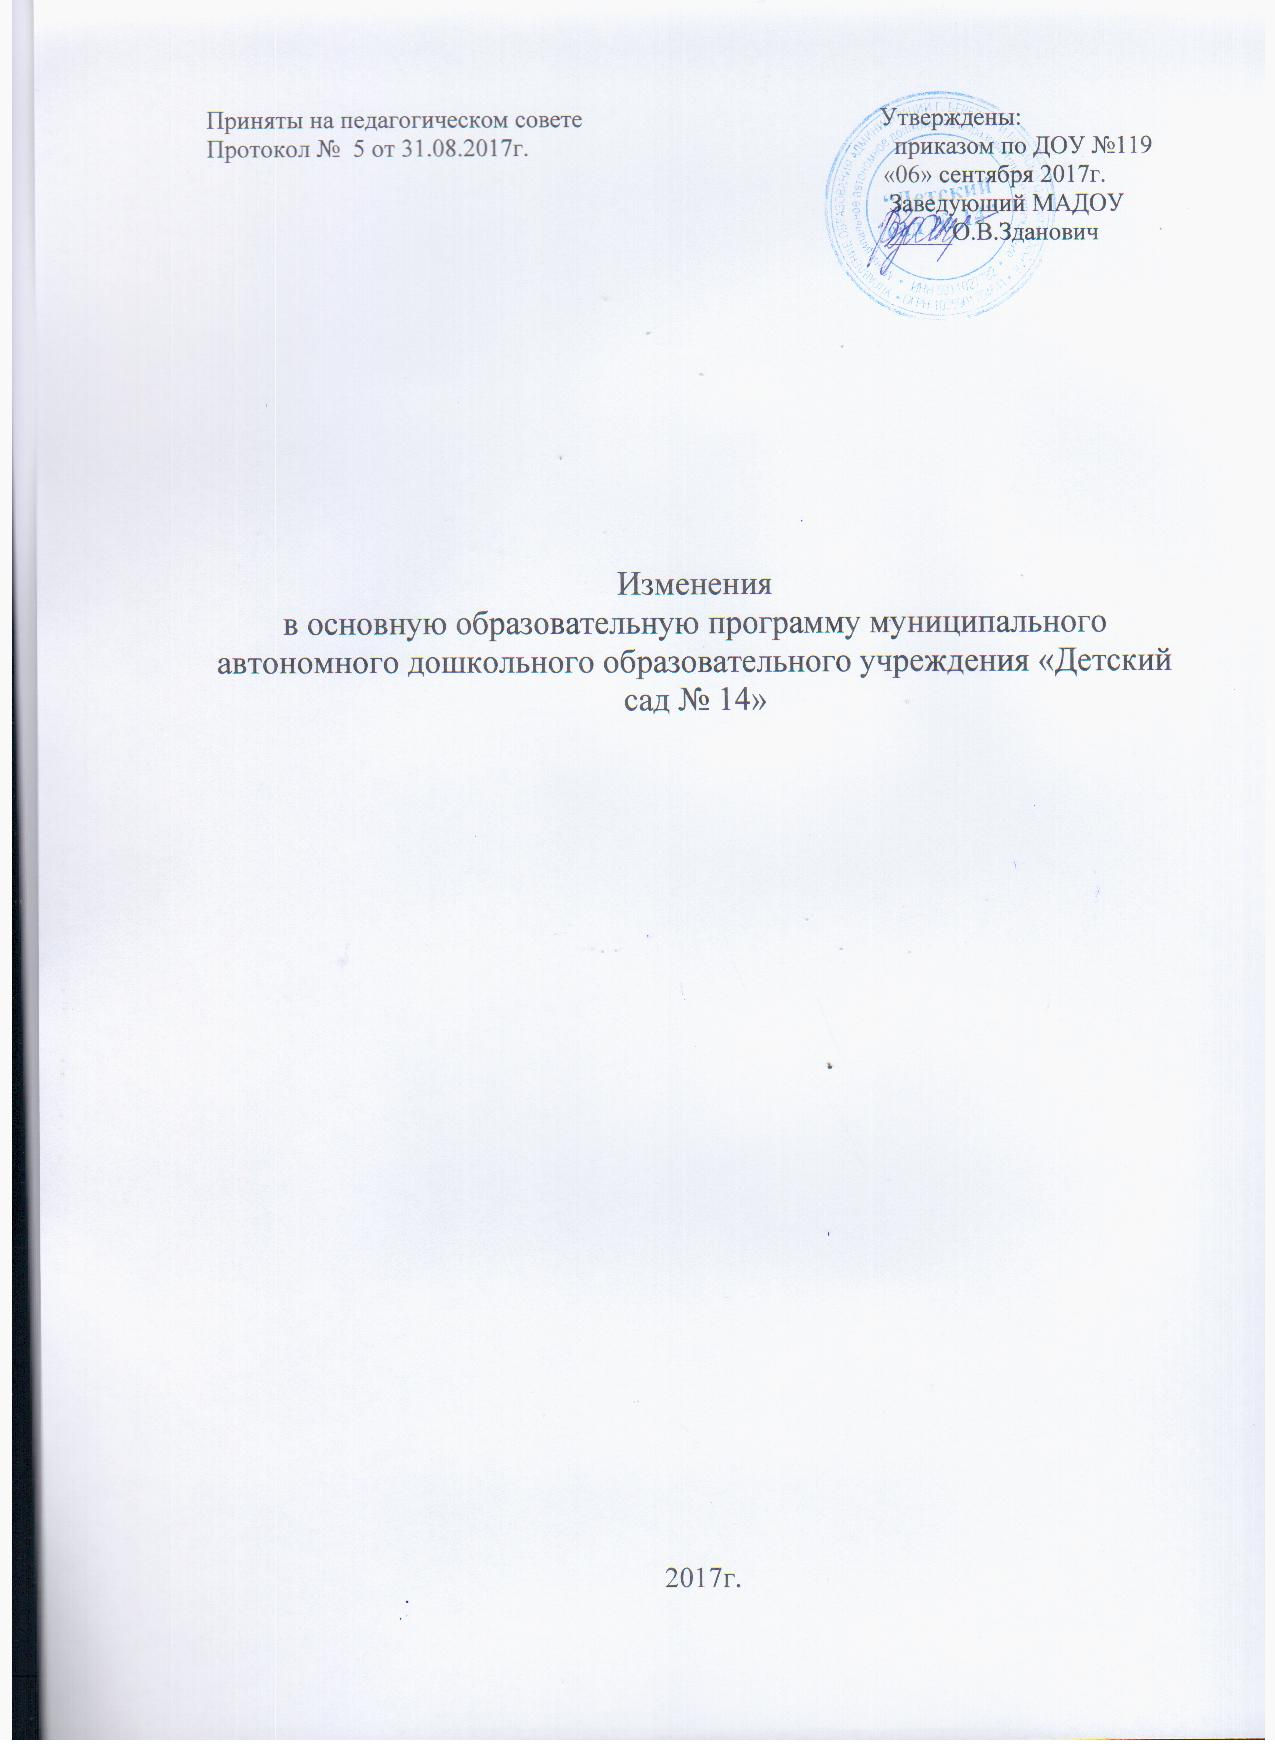 Приняты на педагогическом совете
Протокол № 5 от 31.08.2017г.
Утверждены:
приказом по ДОУ №119
«06» сентября 2017г.
Заведующий МАДОУ
О.В.Зданович
Детский
Изменения
в основную образовательную программу муниципального
автономного дошкольного образовательного учреждения «Детский
сад № 14»
2017г.